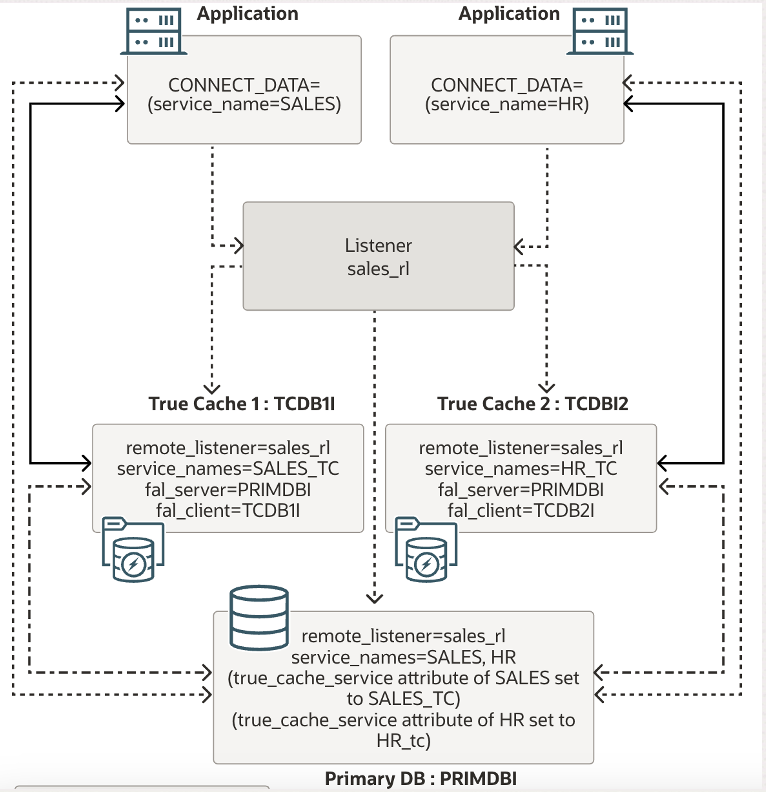 Application
Application
CONNECT_DATA=
(service_name=SALES)
CONNECT_DATA=
(service_name=HR)
Listener
sales_rl
True Cache 1 : TCDB1I
True Cache 2 : TCDBI2
remote_listener=sales_rl
service_names=SALES_TC
fal_server=PRIMDBI
fal_client=TCDB1I
remote_listener=sales_rl
service_names=HR_TC
fal_server=PRIMDBI
fal_client=TCDB2I
remote_listener=sales_rl
service_names=SALES, HR
(true_cache_service attribute of SALES set
to SALES_TC)
(true_cache_service attribute of HR set to
HR_tc)
Primary DB : PRIMDBI